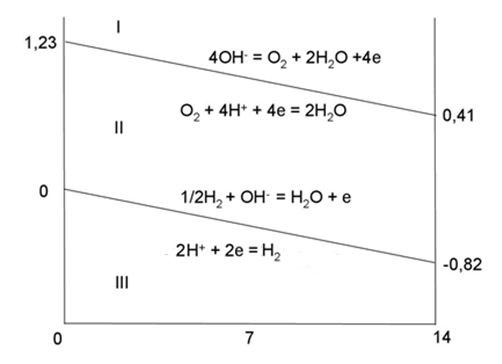 I
1,23
4OH⁻ = O₂ + 2H₂O +4e
O₂ + 4H⁺ + 4e = 2H₂O
0,41
II
0
1/2H₂ + OH⁻ = H₂O + e
2H⁺ + 2e = H₂
-0,82
III
0
7
14